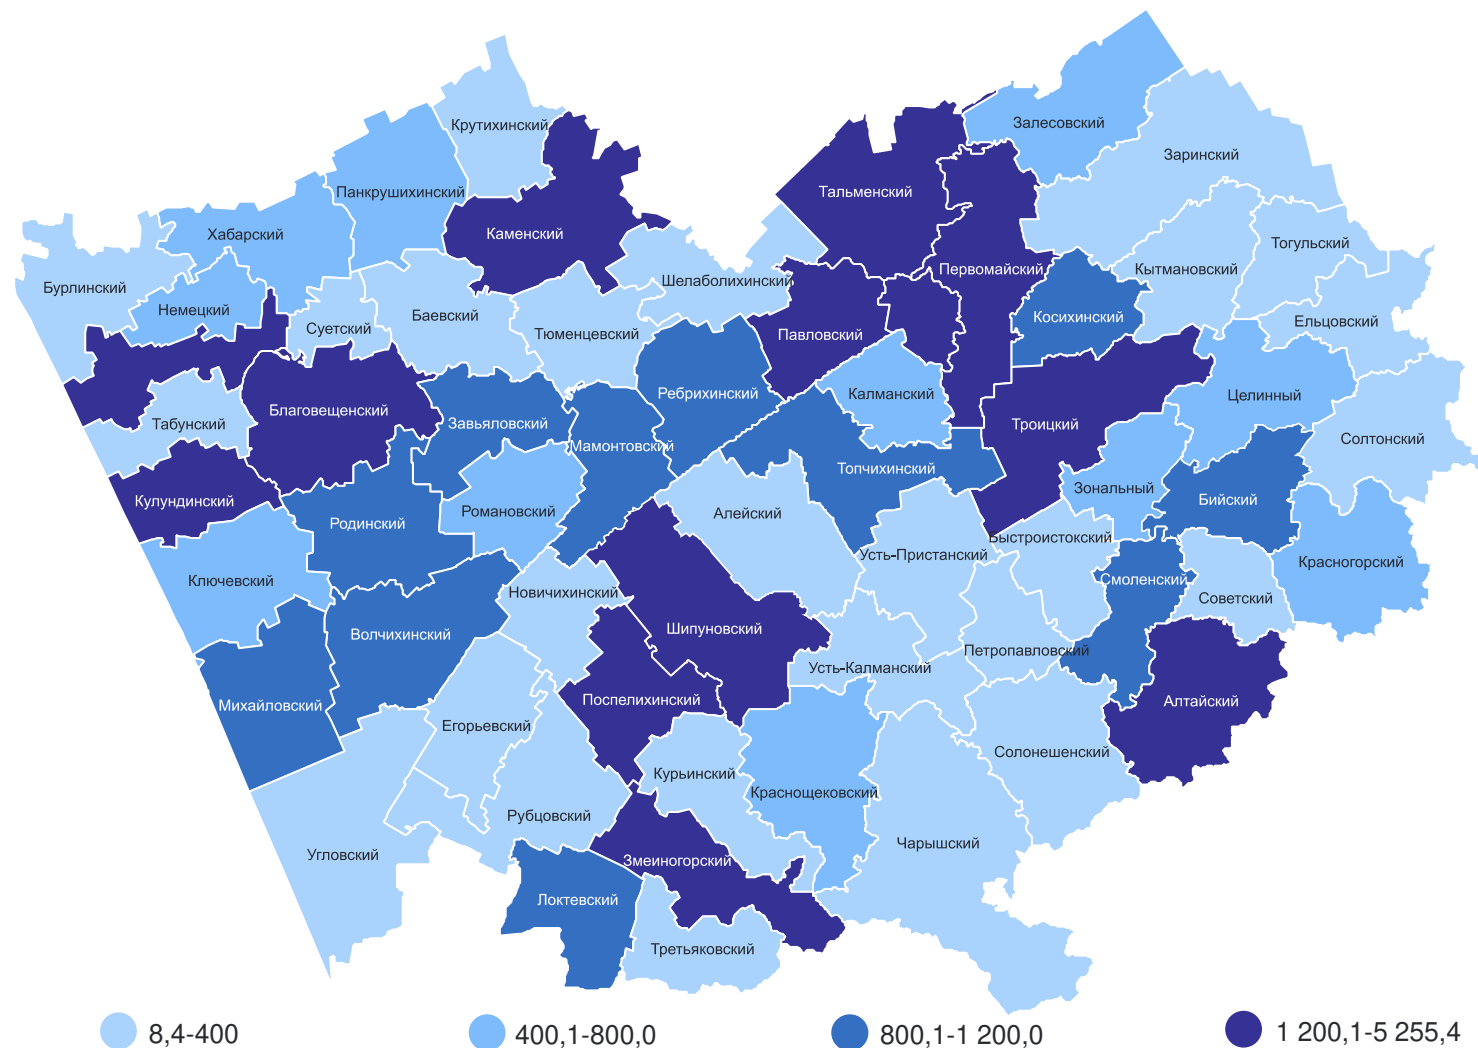 Крутихинский
Залесовский
Заринский
Панкрушихинский
Тальменский
Хабарский
Каменский
Тогульский
Первомайский
Кытмановский
Шелаболихинский
Бурлинский
Немецкий
Баевский
Косихинский
Ельцовский
Суетский
Тюменцевский
Павловский
Ребрихинский
Калманский
Целинный
Благовещенский
Табунский
Завьяловский
Троицкий
Солтонский
Мамонтовский
Топчихинский
Зональный
Бийский
Кулундинский
Романовский
Алейский
Родинский
Быстроистокский
Усть-Пристанский
Красногорский
Ключевский
Смоленский
Новичихинский
Советский
Волчихинский
Шипуновский
Петропавловский
Усть-Калманский
Михайловский
Поспелихинский
Алтайский
Егорьевский
Солонешенский
Курьинский
Краснощековский
Рубцовский
Чарышский
Угловский
Змеиногорский
Локтевский
Третьяковский
8,4-400
400,1-800,0
800,1-1 200,0
1 200,1-5 255,4